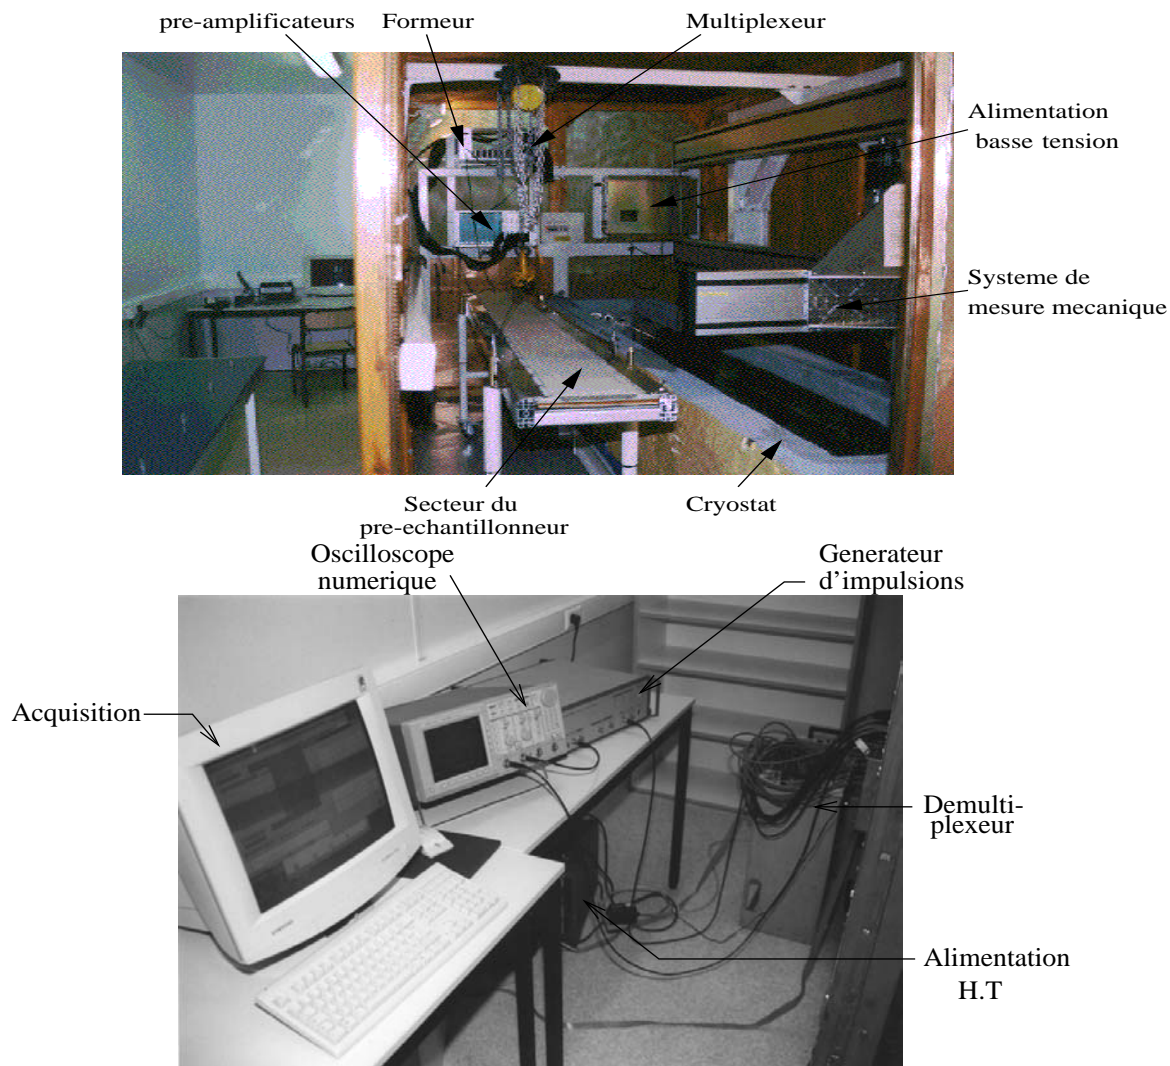 pre-amplificateurs Formeur Multiplexeur
Alimentation
basse tension
Systeme de
mesure mecanique
Secteur du
pre-echantillonneur
Cryostat
Oscilloscope
numerique
Generateur
d'impulsions
Acquisition
Demulti-
plexeur
Alimentation
H.T